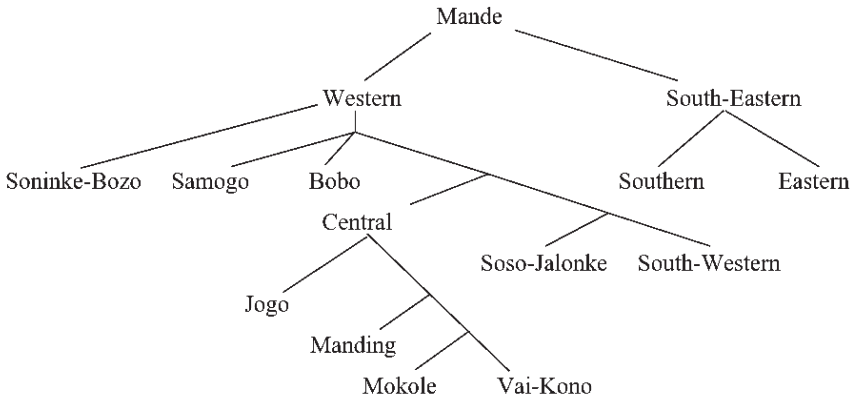 Mande
Western South-Eastern
Soninke-Bozo Samogo Bobo Southern Eastern
Central
Soso-Jalonke South-Western
Jogo
Manding
Mokole Vai-Kono